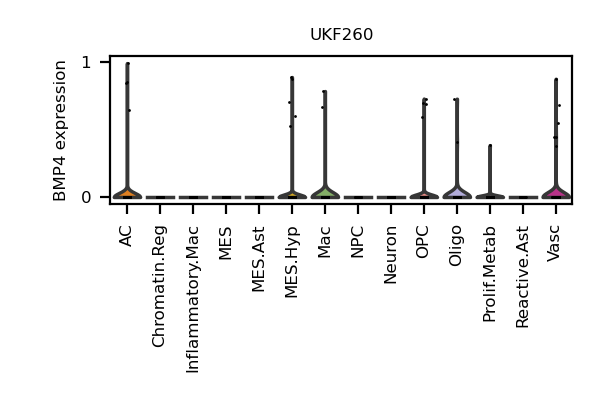 UKF260
BMP4 expression
1
0
AC
Chromatin.Reg
Inflammatory.Mac
MES
MES.Ast
MES.Hyp
Mac
NPC
Neuron
OPC
Oligo
Prolif.Metab
Reactive.Ast
Vasc